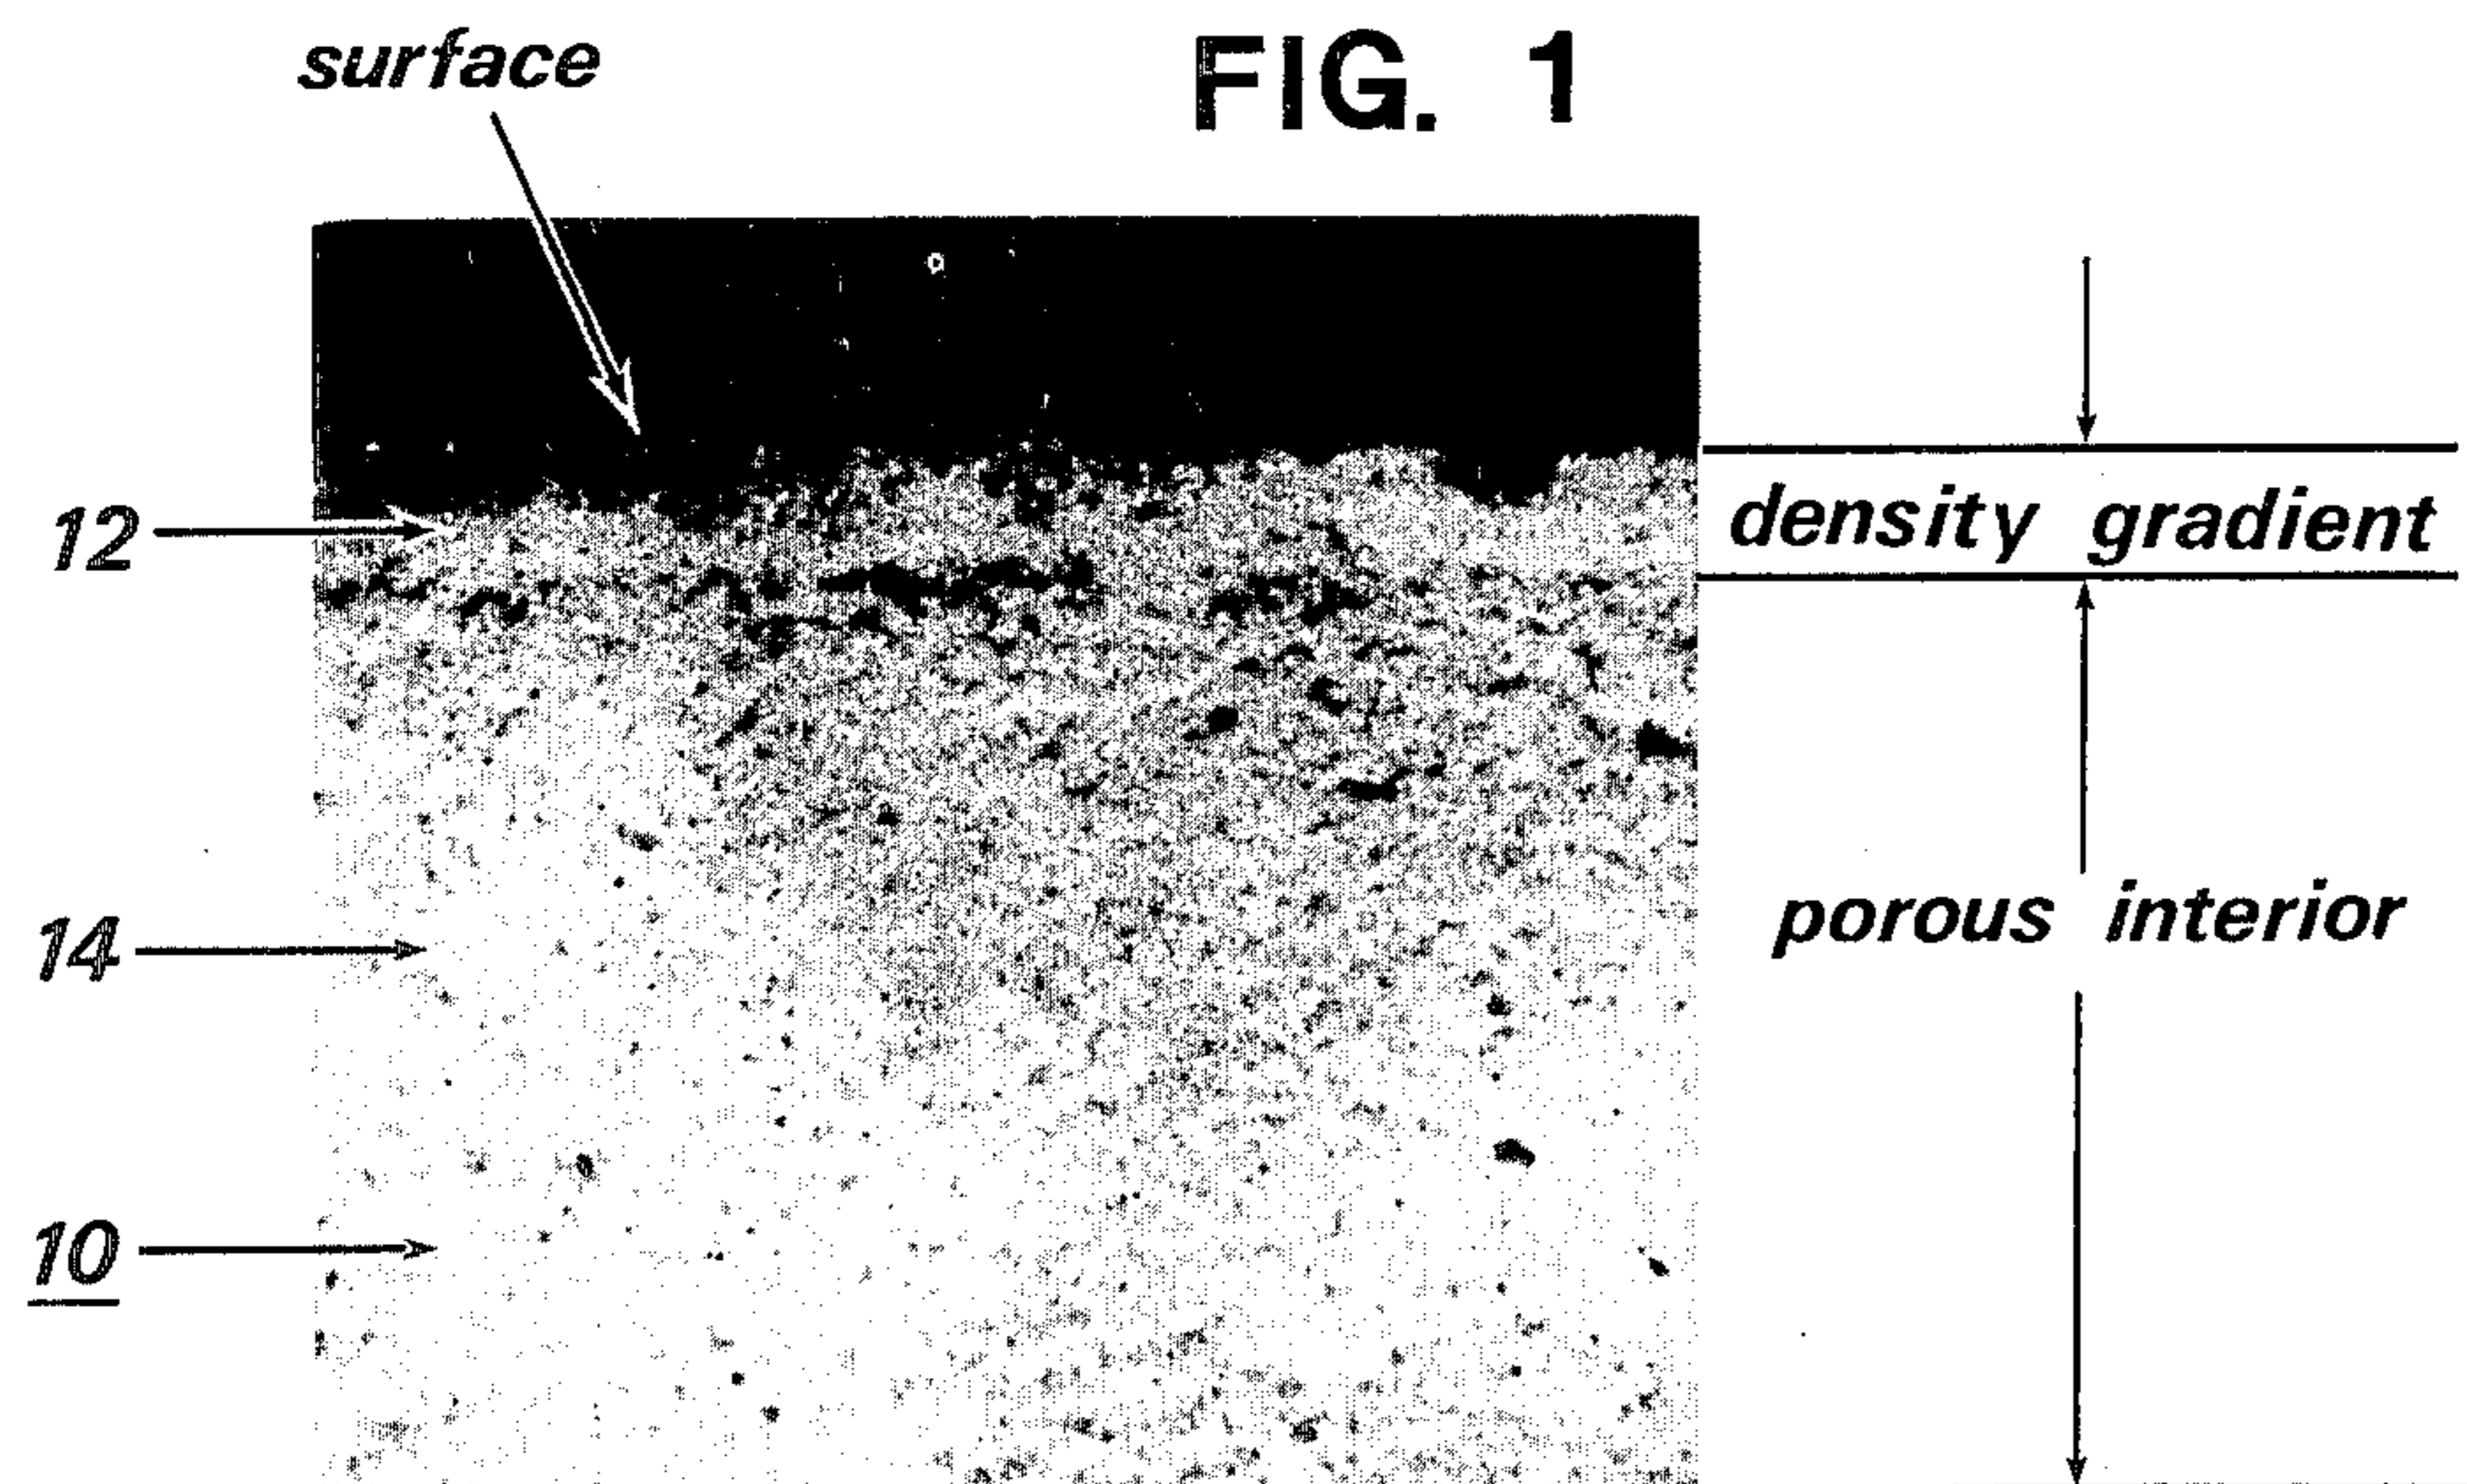 surface
FIG. 1
12
density gradient
14
porous interior
10